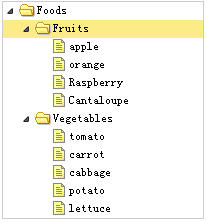 Foods
Fruits
apple
orange
Raspberry
Cantaloupe
Vegetables
tomato
carrot
cabbage
potato
lettuce